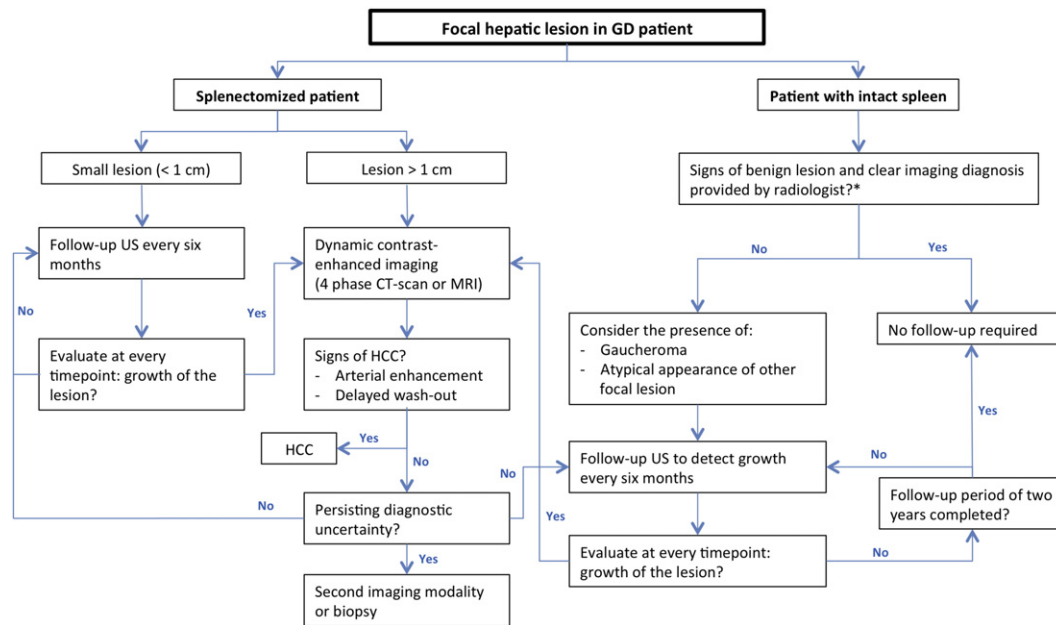 Focal hepatic lesion in GD patient
Splenectomized patient
Patient with intact spleen
Small lesion (< 1 cm)
Lesion > 1 cm
Signs of benign lesion and clear imaging diagnosis
provided by radiologist?*
Follow-up US every six
months
Dynamic contrast-
enhanced imaging
(4 phase CT-scan or MRI)
No
Yes
No
Yes
Evaluate at every
timepoint: growth of the
lesion?
Signs of HCC?
- Arterial enhancement
- Delayed wash-out
Consider the presence of:
- Gaucheroma
- Atypical appearance of other
focal lesion
No follow-up required
Yes
HCC
Yes
No
Follow-up US to detect growth
every six months
No
No
Follow-up period of two
years completed?
No
Persisting diagnostic
uncertainty?
Yes
Evaluate at every timepoint:
growth of the lesion?
No
Yes
Second imaging modality
or biopsy